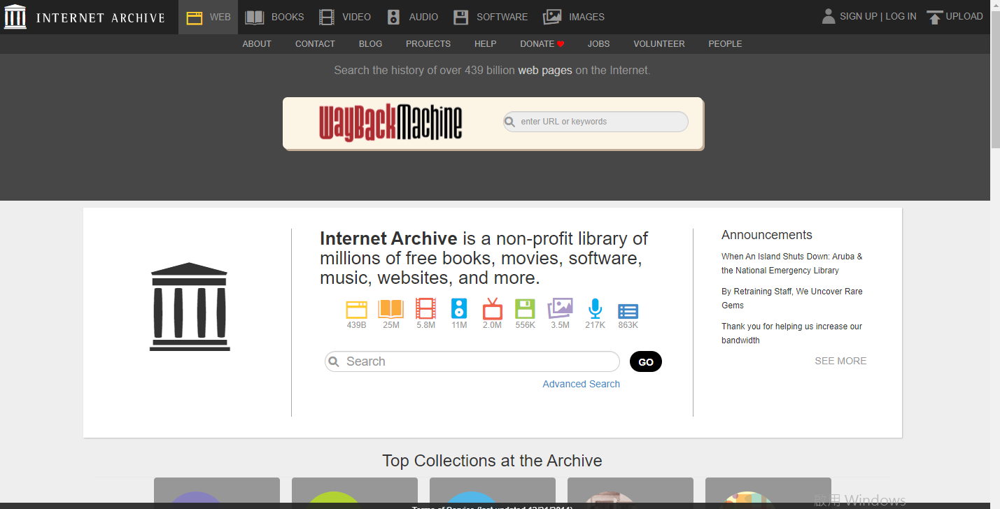 INTERNET ARCHIVE
WEB BOOKS VIDEO AUDIO SOFTWARE IMAGES
SIGN UP | LOG IN UPLOAD
ABOUT CONTACT BLOG PROJECTS HELP DONATE JOBS VOLUNTEER PEOPLE
Search the history of over 439 billion web pages on the Internet.
WayBackMachine
enter URL or keywords
Internet Archive is a non-profit library of
millions of free books, movies, software,
music, websites, and more.
439B 25M 5.8M 11M 2.0M 556K 3.5M 217K 863K
Search
GO
Advanced Search
Announcements
When An Island Shuts Down: Aruba &
the National Emergency Library
By Retraining Staff, We Uncover Rare
Gems
Thank you for helping us increase our
bandwidth
SEE MORE
Top Collections at the Archive
Terms of Service (last updated 12/31/2014)
啟用 Windows